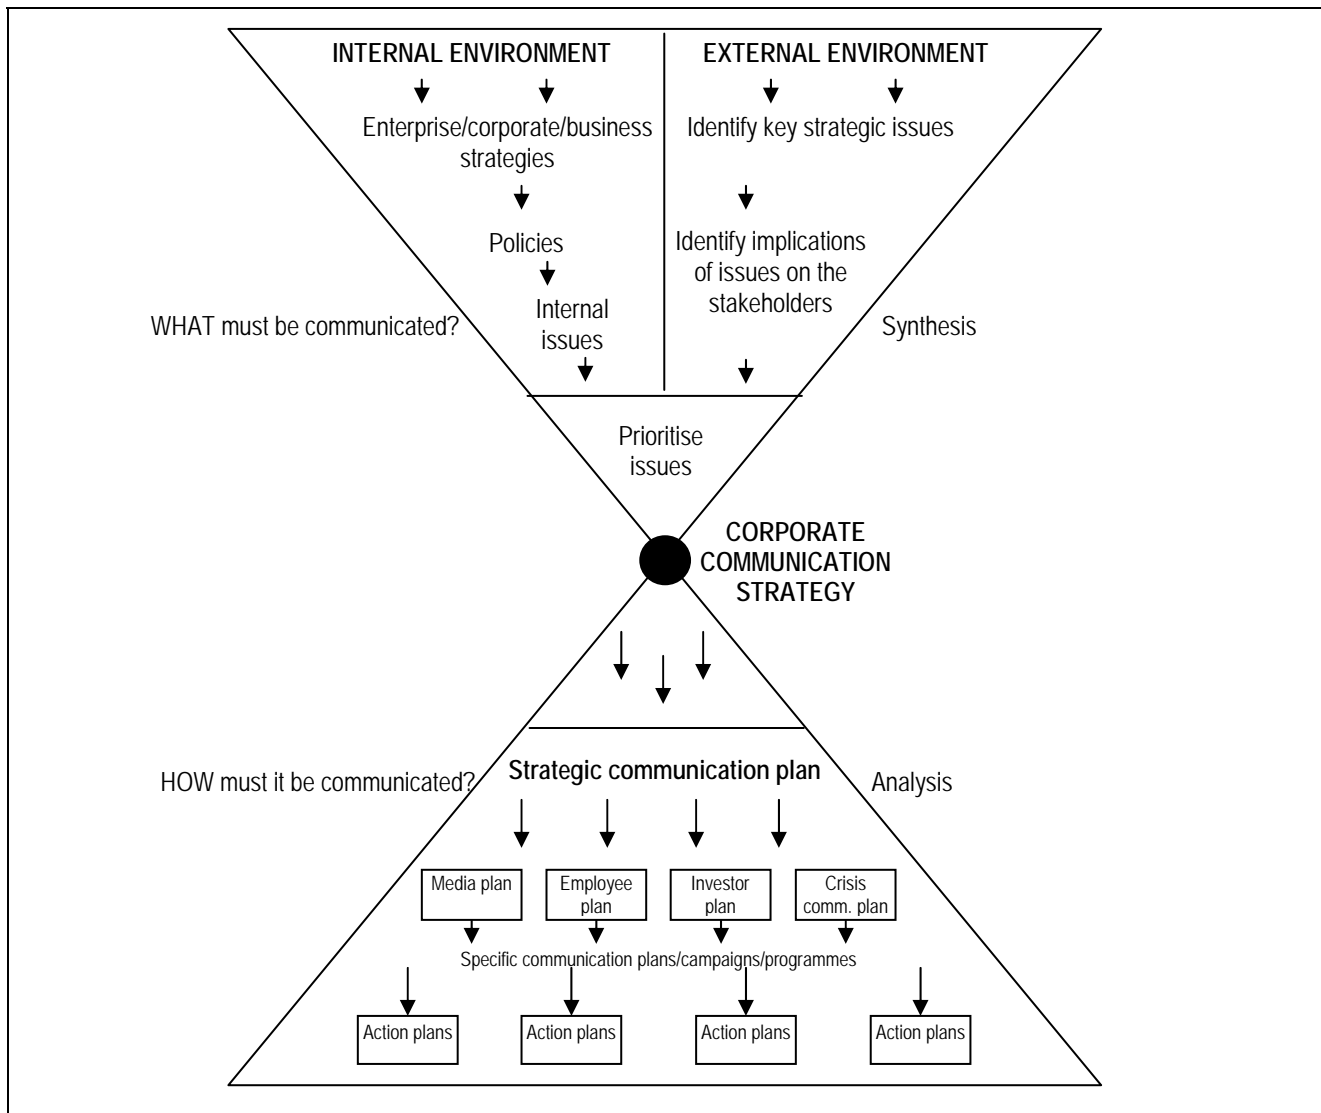 INTERNAL ENVIRONMENT
EXTERNAL ENVIRONMENT
Enterprise/corporate/business
strategies
Identify key strategic issues
Policies
Identify implications
of issues on the
stakeholders
Internal
issues
WHAT must be communicated?
Synthesis
Prioritise
issues
CORPORATE
COMMUNICATION
STRATEGY
HOW must it be communicated?
Strategic communication plan
Analysis
Media plan
Employee
plan
Investor
plan
Crisis
comm. plan
Specific communication plans/campaigns/programmes
Action plans
Action plans
Action plans
Action plans